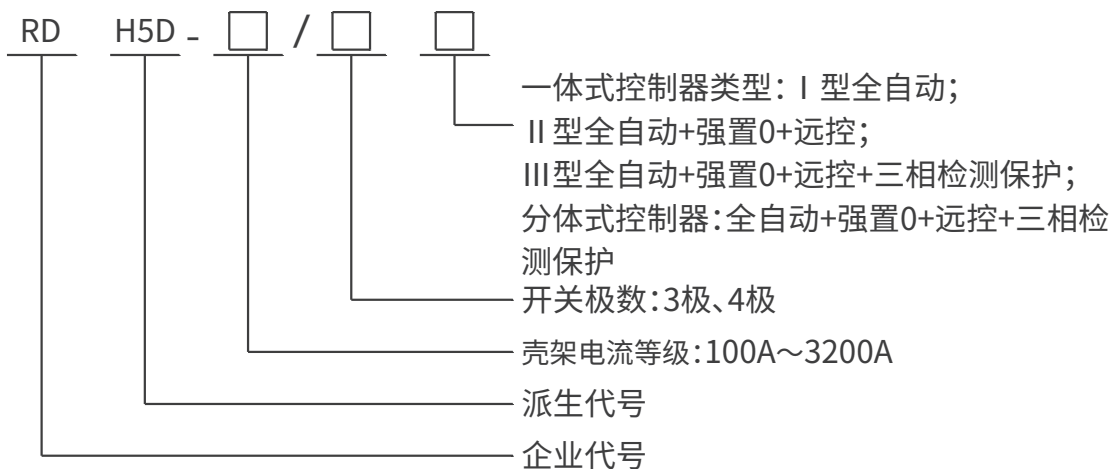 RD H5D - □ / □ □
一体式控制器类型：Ⅰ型全自动；
Ⅱ型全自动+强置0+远控；
Ⅲ型全自动+强置0+远控+三相检测保护；
分体式控制器：全自动+强置0+远控+三相检
测保护
开关极数：3极、4极
壳架电流等级：100A～3200A
派生代号
企业代号